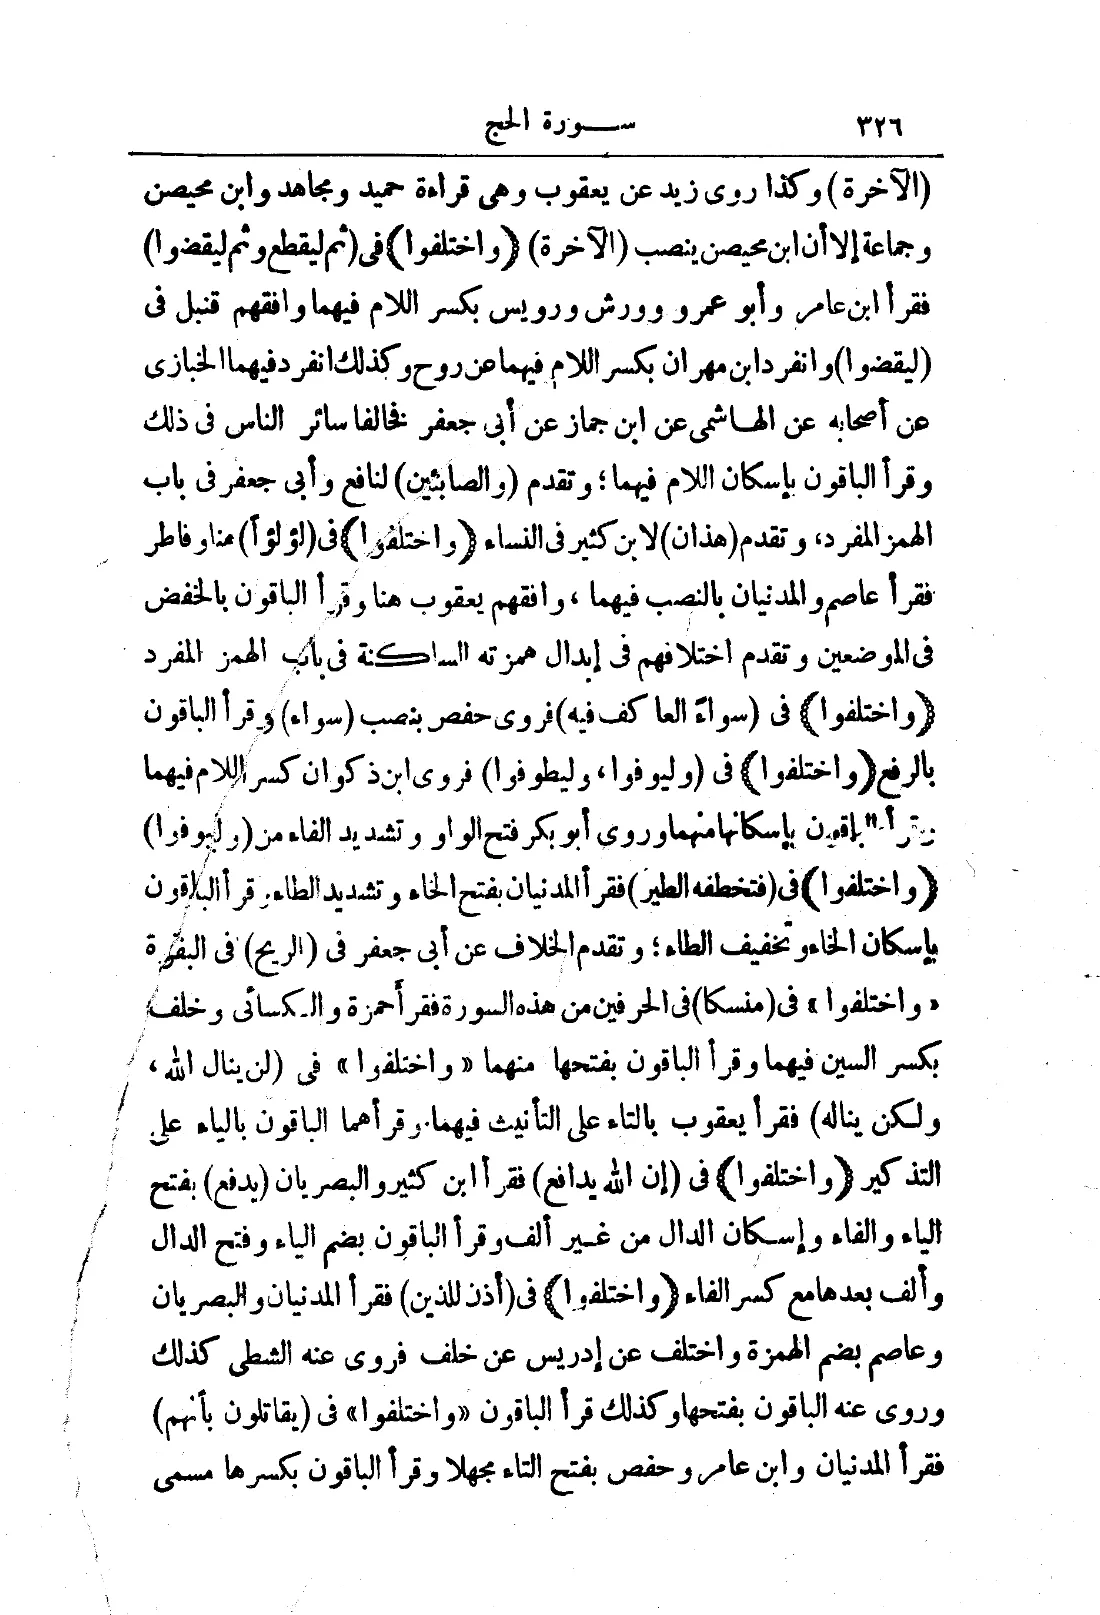 ٣٢٦ ســـورة الحج
(الآخرة) وكذا روى زيد عن يعقوب وهى قراءة حميد ومجاهد وابن محيصن
وجماعة إلا أن ابن محيصن ينصب (الآخرة) ﴿واختلفوا﴾ فى (ثم ليقطع وثم ليقضوا)
فقرأ ابن عامر وأبو عمرو وورش ورويس بكسر اللام فيهما وافقهم قنبل فى
(ليقضوا) وانفرد ابن مهران بكسر اللام فيهما عن روح وكذلك انفرد فيهما الخبازى
عن أصحابه عن الهاشمى عن ابن جماز عن أبى جعفر فخالفا سائر الناس فى ذلك
وقرأ الباقون بإسكان اللام فيهما؛ وتقدم (والصابئين) لنافع وأبى جعفر فى باب
الهمز المفرد، وتقدم (هذان) لابن كثير فى النساء ﴿واختلفوا﴾ فى (لؤلؤاً) هنا وفاطر
فقرأ عاصم والمدنيان بالنصب فيهما، وافقهم يعقوب هنا وقرأ الباقون بالخفض
فى الموضعين وتقدم اختلافهم فى إبدال همزته الساكنة فى باب الهمز المفرد
﴿واختلفوا﴾ فى (سواءً العاكف فيه) فروى حفص بنصب (سواء) وقرأ الباقون
بالرفع ﴿واختلفوا﴾ فى (وليوفوا، وليطوفوا) فروى ابن ذكوان كسر اللام فيهما
وقرأ الباقون بإسكانها منهما وروى أبو بكر فتح الواو وتشديد الفاء من (وليوفوا)
﴿واختلفوا﴾ فى (فتخطفه الطير) فقرأ المدنيان بفتح الخاء وتشديد الطاء. وقرأ الباقون
بإسكان الخاء وتخفيف الطاء؛ وتقدم الخلاف عن أبى جعفر فى (الريح) فى البقرة
«واختلفوا» فى (منسكا) فى الحرفين من هذه السورة فقرأ حمزة والكسائى وخلف
بكسر السين فيهما وقرأ الباقون بفتحها منهما «واختلفوا» فى (لن ينال الله،
ولكن يناله) فقرأ يعقوب بالتاء على التأنيث فيهما. وقرأهما الباقون بالياء على
التذكير ﴿واختلفوا﴾ فى (إن الله يدافع) فقرأ ابن كثير والبصريان (يدفع) بفتح
الياء والفاء وإسكان الدال من غير ألف وقرأ الباقون بضم الياء وفتح الدال
وألف بعدها مع كسر الفاء ﴿واختلفوا﴾ فى (أذن للذين) فقرأ المدنيان والبصريان
وعاصم بضم الهمزة واختلف عن إدريس عن خلف فروى عنه الشطى كذلك
وروى عنه الباقون بفتحها وكذلك قرأ الباقون «واختلفوا» فى (يقاتلون بأنهم)
فقرأ المدنيان وابن عامر وحفص بفتح التاء مجهلا وقرأ الباقون بكسرها مسمى